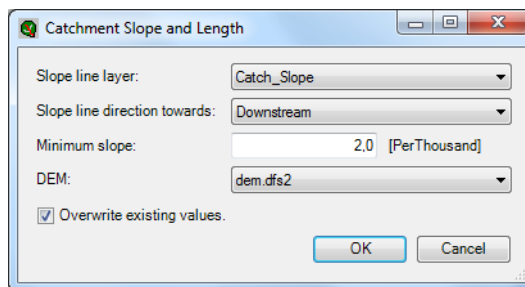 Catchment Slope and Length
Slope line layer: Catch_Slope
Slope line direction towards: Downstream
Minimum slope: 2,0 [PerThousand]
DEM: dem.dfs2
Overwrite existing values.
OK Cancel